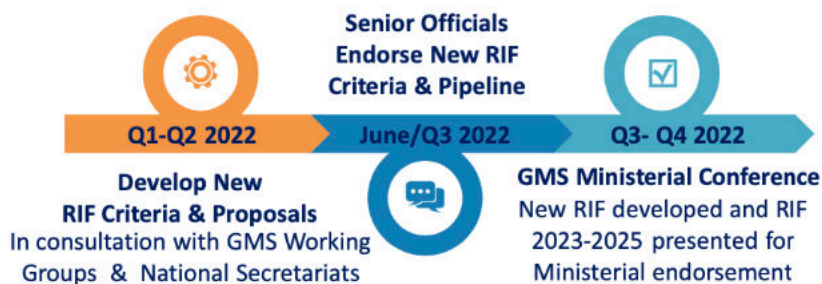 Senior Officials
Endorse New RIF
Criteria & Pipeline
Q1-Q2 2022
June/Q3 2022
Q3- Q4 2022
Develop New
RIF Criteria & Proposals
In consultation with GMS Working
Groups & National Secretariats
GMS Ministerial Conference
New RIF developed and RIF
2023-2025 presented for
Ministerial endorsement